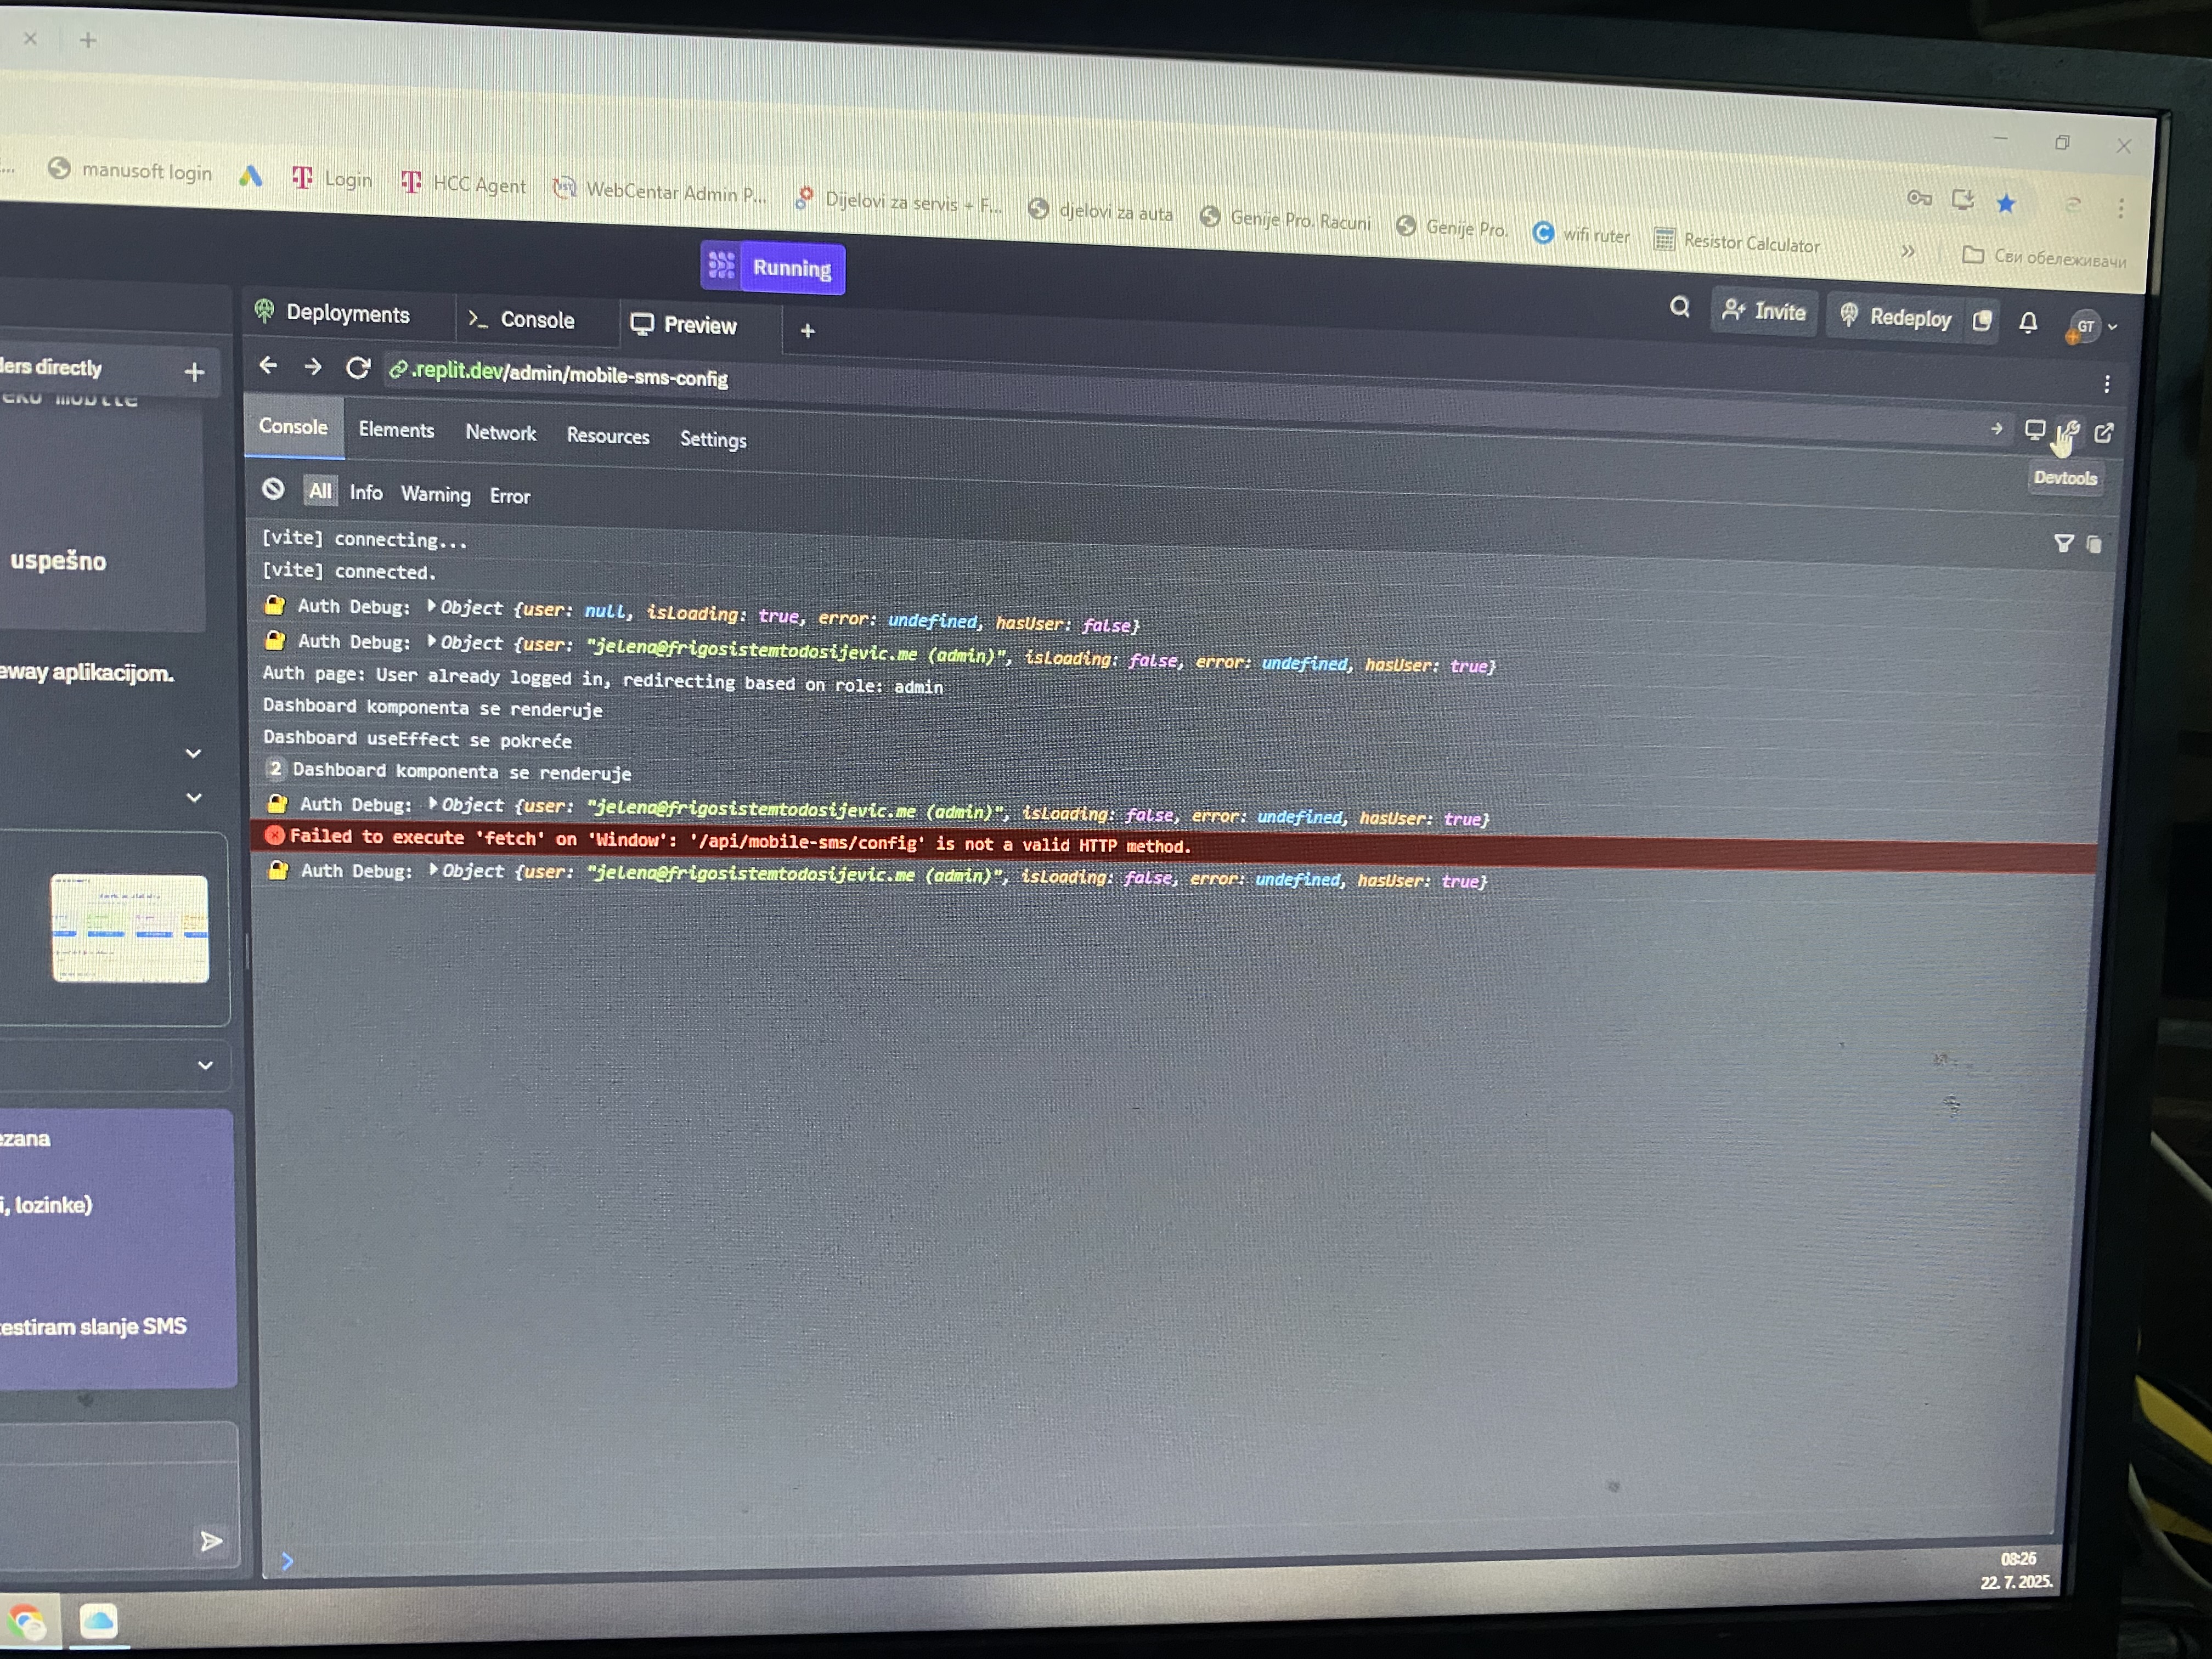 manusoft login
Login
HCC Agent
WebCentar Admin P...
Dijelovi za servis + F...
djelovi za auta
Genije Pro. Racuni
Genije Pro.
wifi ruter
Resistor Calculator
Сви обележивачи
Running
Deployments
Console
Preview
Invite
Redeploy
GT
.replit.dev/admin/mobile-sms-config
Console
Elements
Network
Resources
Settings
Devtools
All
Info
Warning
Error
[vite] connecting...
[vite] connected.
Auth Debug: Object {user: null, isLoading: true, error: undefined, hasUser: false}
Auth Debug: Object {user: "jelena@frigosistemtodosijevic.me (admin)", isLoading: false, error: undefined, hasUser: true}
Auth page: User already logged in, redirecting based on role: admin
Dashboard komponenta se renderuje
Dashboard useEffect se pokreće
2 Dashboard komponenta se renderuje
Auth Debug: Object {user: "jelena@frigosistemtodosijevic.me (admin)", isLoading: false, error: undefined, hasUser: true}
Failed to execute 'fetch' on 'Window': '/api/mobile-sms/config' is not a valid HTTP method.
Auth Debug: Object {user: "jelena@frigosistemtodosijevic.me (admin)", isLoading: false, error: undefined, hasUser: true}
lers directly
uspešno
eway aplikacijom.
ezana
i, lozinke)
testiram slanje SMS
08:26
22. 7. 2025.